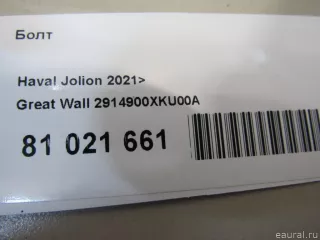 Болт
Haval Jolion 2021>
Great Wall 2914900XKU00A
81 021 661
eaural.ru